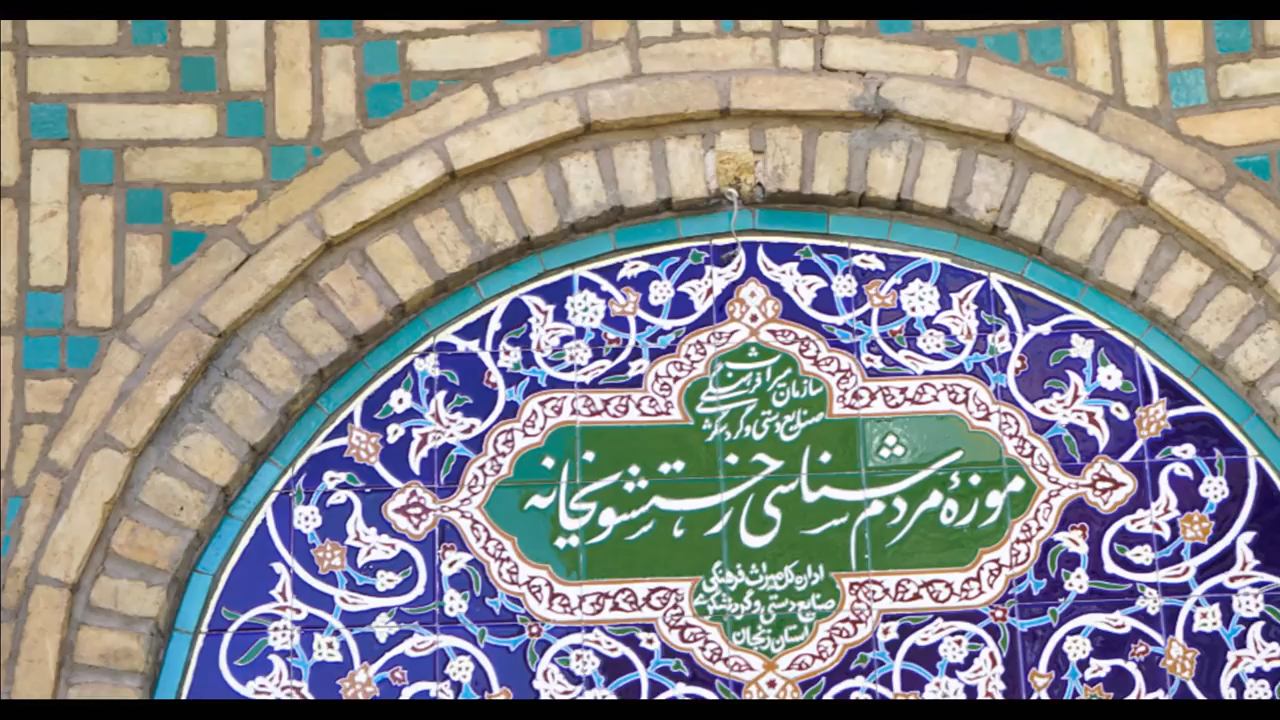 سازمان میراث فرهنگی
صنایع دستی و گردشگری
موزهٔ مردم شناسی رختشویخانه
اداره کل میراث فرهنگی
صنایع دستی و گردشگری
استان زنجان